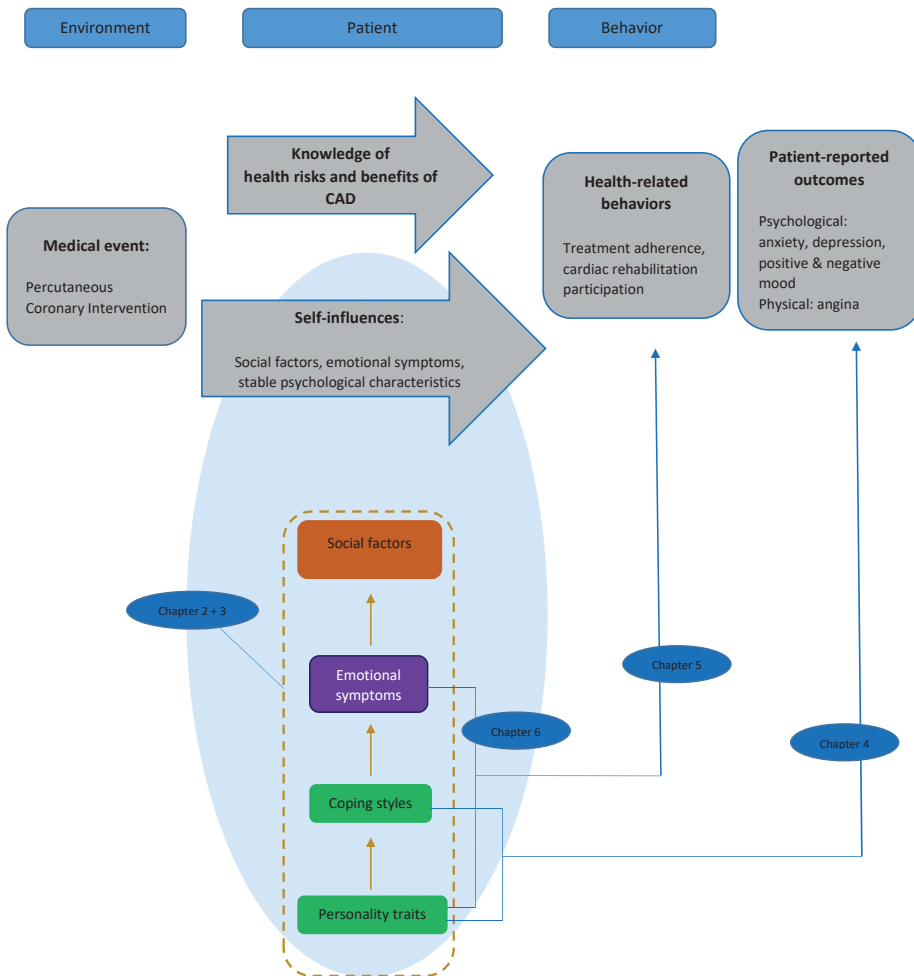 Environment
Patient
Behavior
Knowledge of
health risks and benefits of
CAD
Medical event:
Percutaneous
Coronary Intervention
Self-influences:
Social factors, emotional symptoms,
stable psychological characteristics
Health-related
behaviors
Treatment adherence,
cardiac rehabilitation
participation
Patient-reported
outcomes
Psychological:
anxiety, depression,
positive & negative
mood
Physical: angina
Social factors
Chapter 2 + 3
Emotional
symptoms
Chapter 5
Chapter 6
Chapter 4
Coping styles
Personality traits